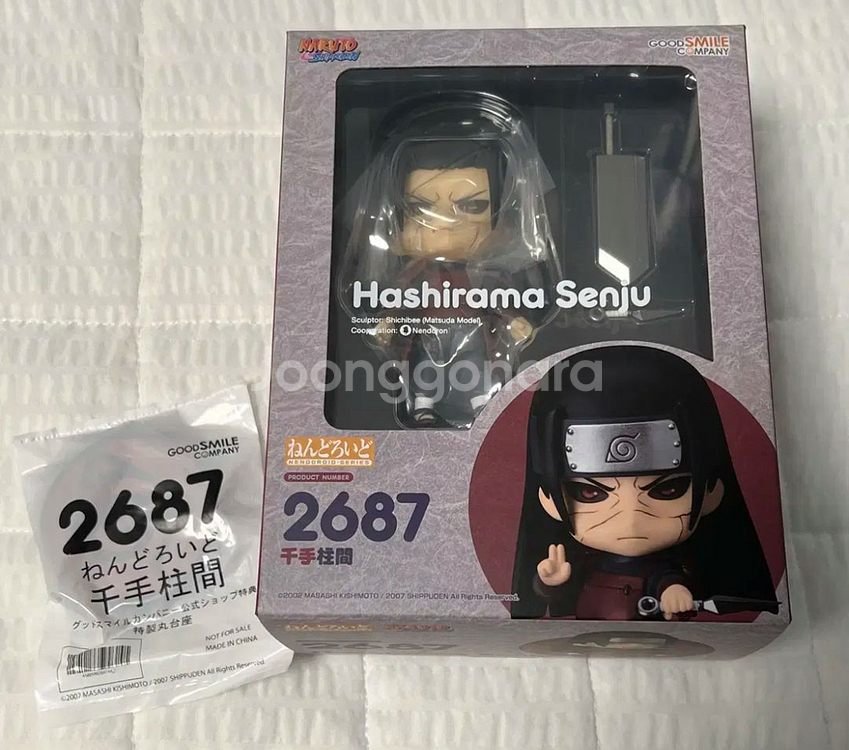 NARUTO
SHIPPUDEN
GOOD SMILE
COMPANY
Hashirama Senju
Sculptor: Shichibee (Matsuda Model)
Cooperation: Nendoron
Joonggonara
ねんどろいど
NENDOROID-SERIES
PRODUCT NUMBER
2687
千手柱間
©2002 MASASHI KISHIMOTO / 2007 SHIPPUDEN All Rights Reserved.
2687
GOOD SMILE
COMPANY
2687
ねんどろいど
千手柱間
グッドスマイルカンパニー公式ショップ特典
特製丸台座
NOT FOR SALE
MADE IN CHINA
©2002 MASASHI KISHIMOTO / 2007 SHIPPUDEN All Rights Reserved.